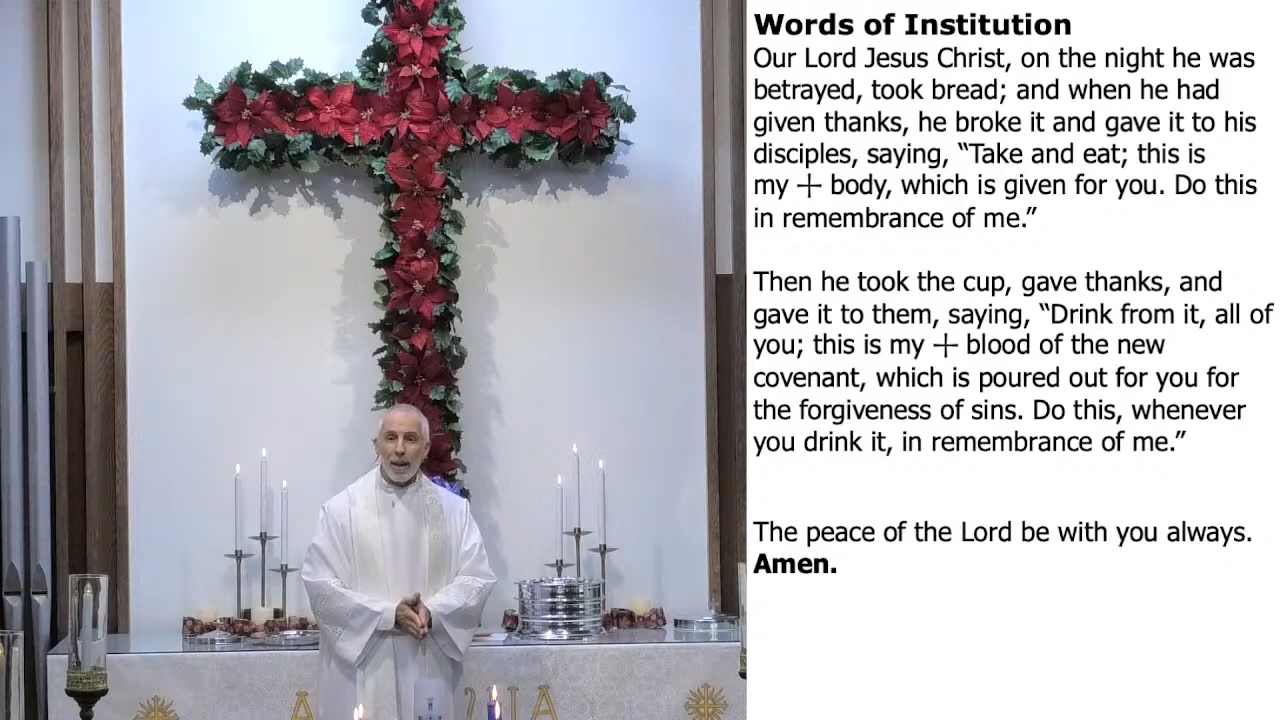 Words of Institution
Our Lord Jesus Christ, on the night he was
betrayed, took bread; and when he had
given thanks, he broke it and gave it to his
disciples, saying, “Take and eat; this is
my + body, which is given for you. Do this
in remembrance of me.”
Then he took the cup, gave thanks, and
gave it to them, saying, “Drink from it, all of
you; this is my + blood of the new
covenant, which is poured out for you for
the forgiveness of sins. Do this, whenever
you drink it, in remembrance of me.”
The peace of the Lord be with you always.
Amen.